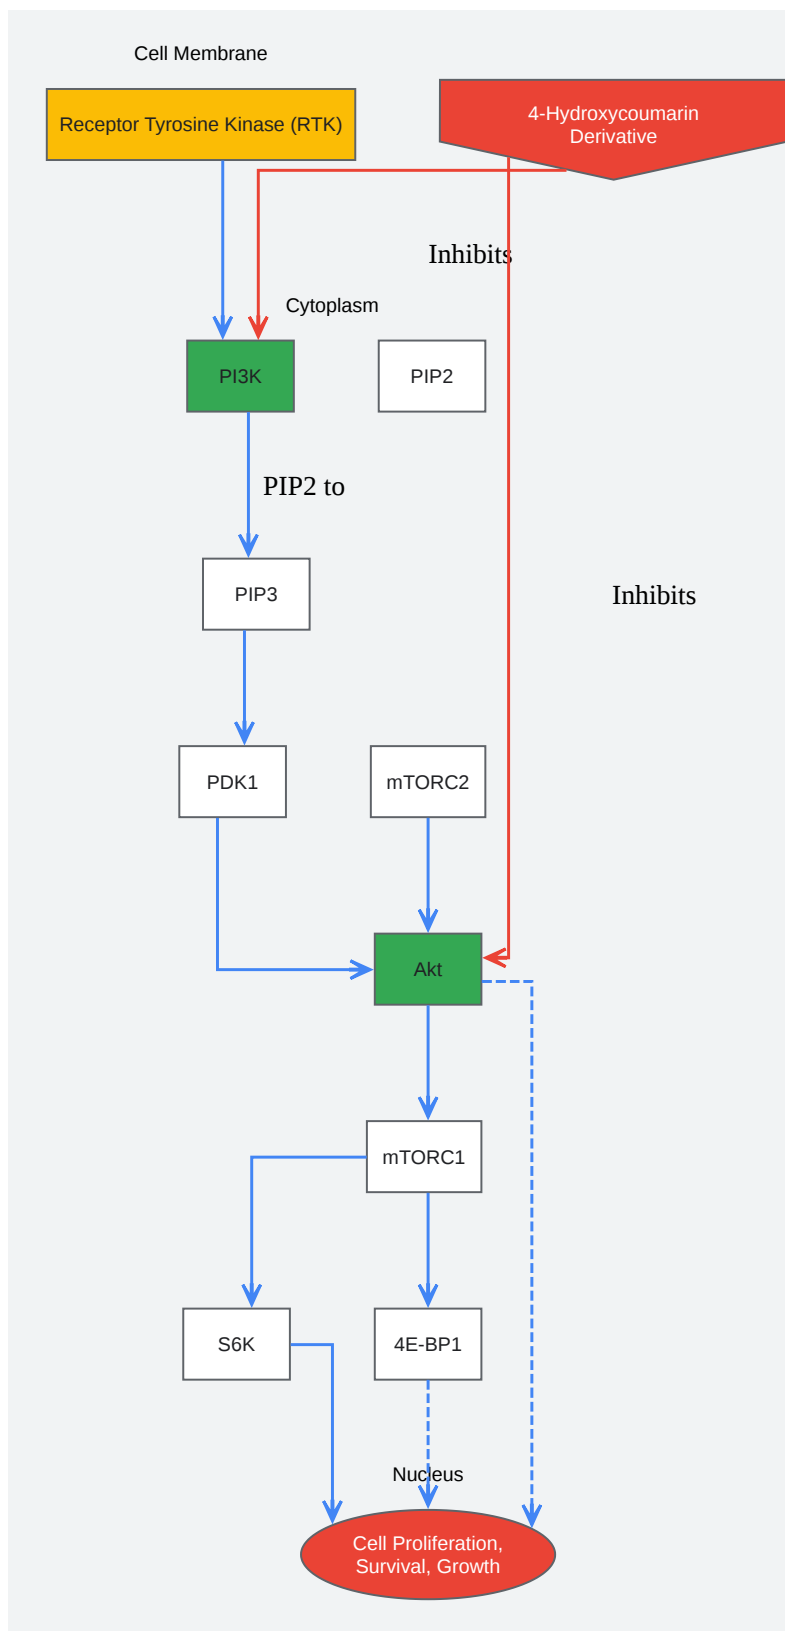 Cell Membrane
Receptor Tyrosine Kinase (RTK)
4-Hydroxycoumarin
Derivative
Inhibits
Cytoplasm
PI3K
PIP2
PIP2 to
PIP3
Inhibits
PDK1
mTORC2
Akt
mTORC1
S6K
4E-BP1
Nucleus
Cell Proliferation,
Survival, Growth